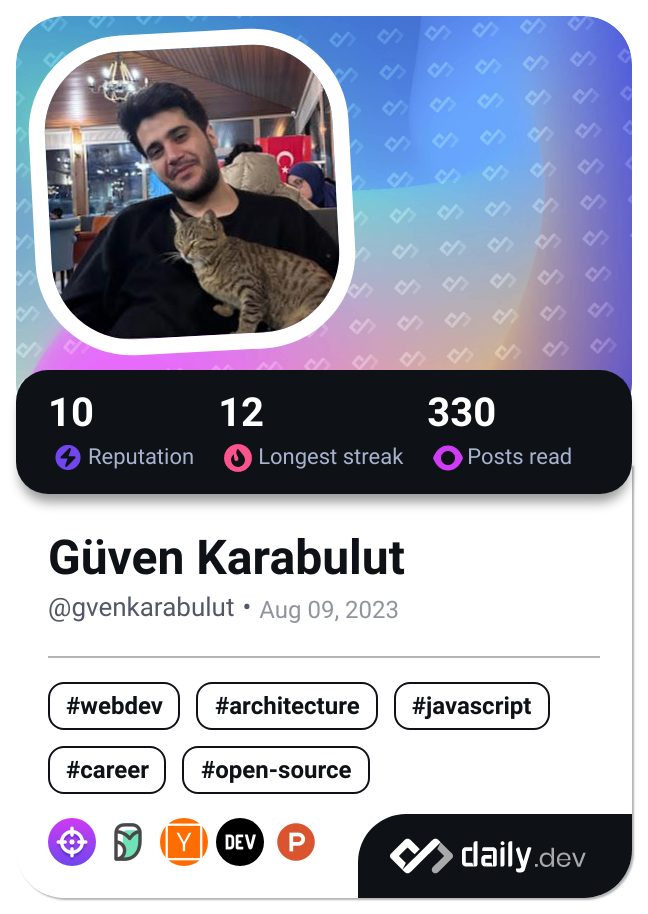 10 12 330
Reputation Longest streak Posts read
Güven Karabulut
@gvenkarabulut • Aug 09, 2023
#webdev #architecture #javascript
#career #open-source
Y DEV P
daily.dev